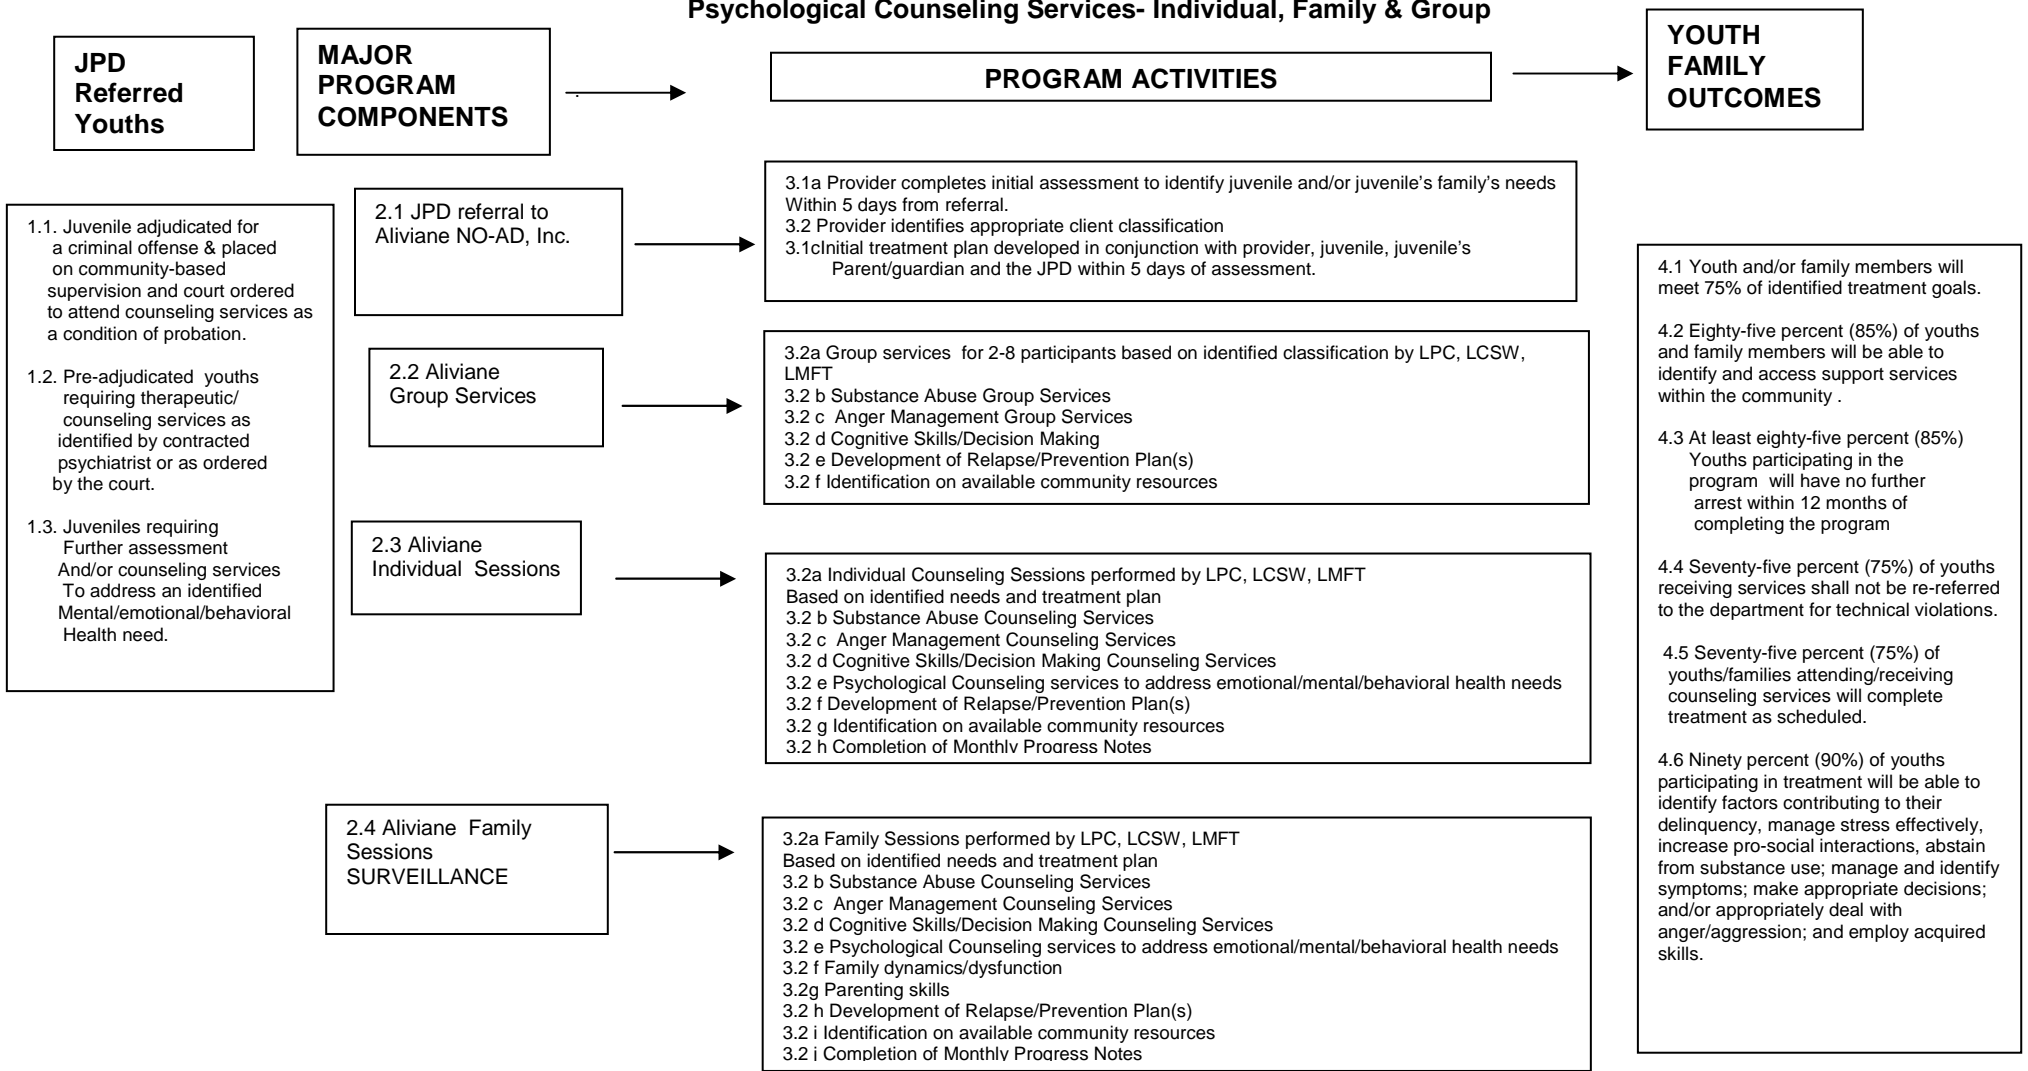 Psychological Counseling Services- Individual, Family & Group
JPD
Referred
Youths
MAJOR
PROGRAM
COMPONENTS
PROGRAM ACTIVITIES
YOUTH
FAMILY
OUTCOMES
1.1. Juvenile adjudicated for
a criminal offense & placed
on community-based
supervision and court ordered
to attend counseling services as
a condition of probation.
1.2. Pre-adjudicated youths
requiring therapeutic/
counseling services as
identified by contracted
psychiatrist or as ordered
by the court.
1.3. Juveniles requiring
Further assessment
And/or counseling services
To address an identified
Mental/emotional/behavioral
Health need.
2.1 JPD referral to
Aliviane NO-AD, Inc.
3.1a Provider completes initial assessment to identify juvenile and/or juvenile's family's needs
Within 5 days from referral.
3.2 Provider identifies appropriate client classification
3.1cInitial treatment plan developed in conjunction with provider, juvenile, juvenile's
Parent/guardian and the JPD within 5 days of assessment.
2.2 Aliviane
Group Services
3.2a Group services for 2-8 participants based on identified classification by LPC, LCSW,
LMFT
3.2 b Substance Abuse Group Services
3.2 c Anger Management Group Services
3.2 d Cognitive Skills/Decision Making
3.2 e Development of Relapse/Prevention Plan(s)
3.2 f Identification on available community resources
2.3 Aliviane
Individual Sessions
3.2a Individual Counseling Sessions performed by LPC, LCSW, LMFT
Based on identified needs and treatment plan
3.2 b Substance Abuse Counseling Services
3.2 c Anger Management Counseling Services
3.2 d Cognitive Skills/Decision Making Counseling Services
3.2 e Psychological Counseling services to address emotional/mental/behavioral health needs
3.2 f Development of Relapse/Prevention Plan(s)
3.2 g Identification on available community resources
3.2 h Completion of Monthly Progress Notes
2.4 Aliviane Family
Sessions
SURVEILLANCE
3.2a Family Sessions performed by LPC, LCSW, LMFT
Based on identified needs and treatment plan
3.2 b Substance Abuse Counseling Services
3.2 c Anger Management Counseling Services
3.2 d Cognitive Skills/Decision Making Counseling Services
3.2 e Psychological Counseling services to address emotional/mental/behavioral health needs
3.2 f Family dynamics/dysfunction
3.2g Parenting skills
3.2 h Development of Relapse/Prevention Plan(s)
3.2 i Identification on available community resources
3.2 j Completion of Monthly Progress Notes
4.1 Youth and/or family members will
meet 75% of identified treatment goals.
4.2 Eighty-five percent (85%) of youths
and family members will be able to
identify and access support services
within the community .
4.3 At least eighty-five percent (85%)
Youths participating in the
program will have no further
arrest within 12 months of
completing the program
4.4 Seventy-five percent (75%) of youths
receiving services shall not be re-referred
to the department for technical violations.
4.5 Seventy-five percent (75%) of
youths/families attending/receiving
counseling services will complete
treatment as scheduled.
4.6 Ninety percent (90%) of youths
participating in treatment will be able to
identify factors contributing to their
delinquency, manage stress effectively,
increase pro-social interactions, abstain
from substance use; manage and identify
symptoms; make appropriate decisions;
and/or appropriately deal with
anger/aggression; and employ acquired
skills.